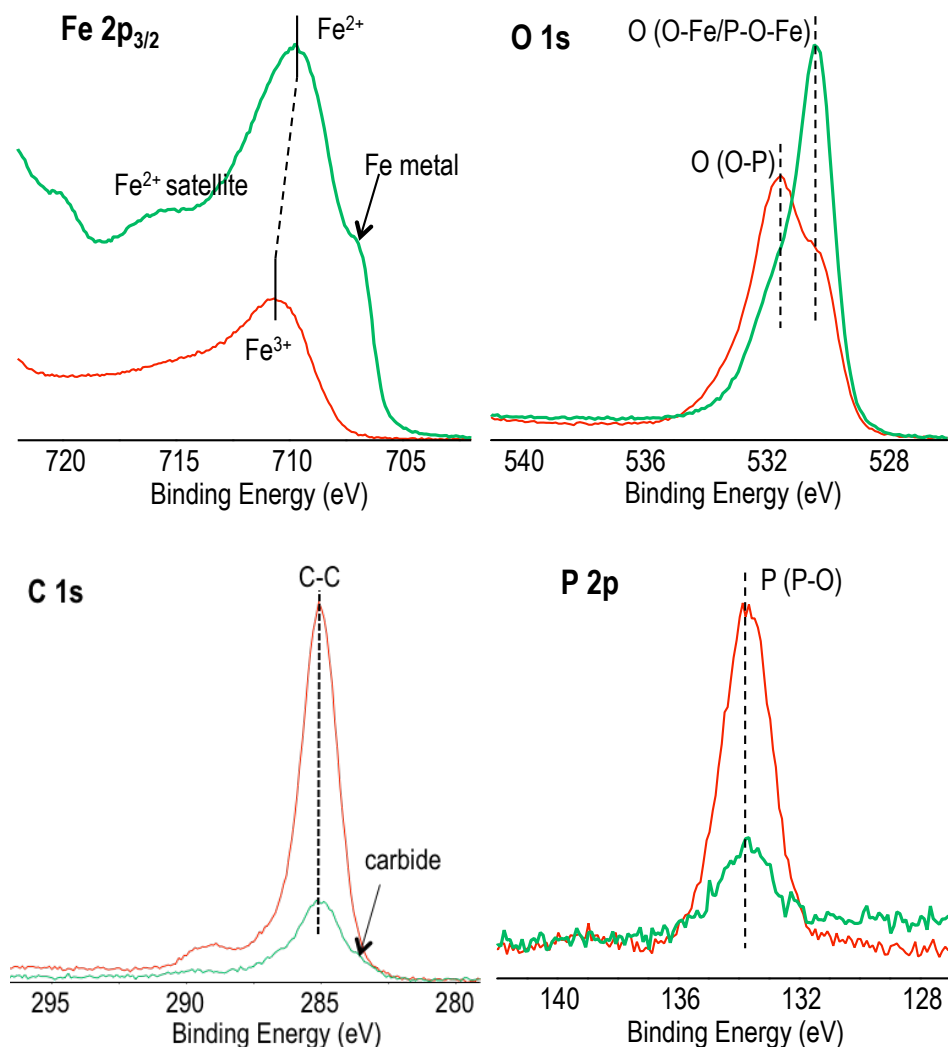 Fe 2p₃/₂
Fe²⁺
Fe²⁺ satellite
Fe metal
Fe³⁺
720 715 710 705
Binding Energy (eV)
O 1s
O (O-Fe/P-O-Fe)
O (O-P)
540 536 532 528
Binding Energy (eV)
C 1s
C-C
carbide
295 290 285 280
Binding Energy (eV)
P 2p
P (P-O)
140 136 132 128
Binding Energy (eV)